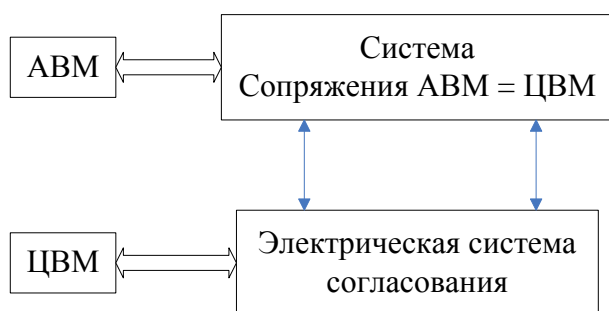 АВМ
Система
Сопряжения АВМ = ЦВМ
ЦВМ
Электрическая система
согласования